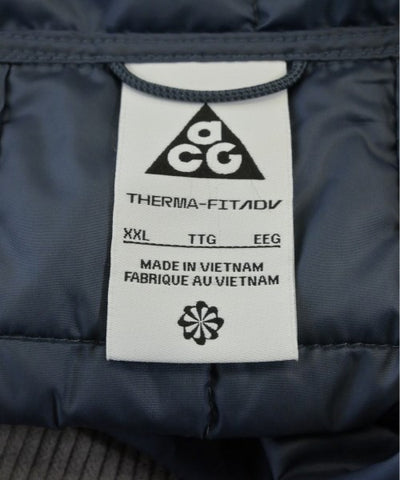 aCG
THERMA-FITADV
XXL TTG EEG
MADE IN VIETNAM
FABRIQUE AU VIETNAM